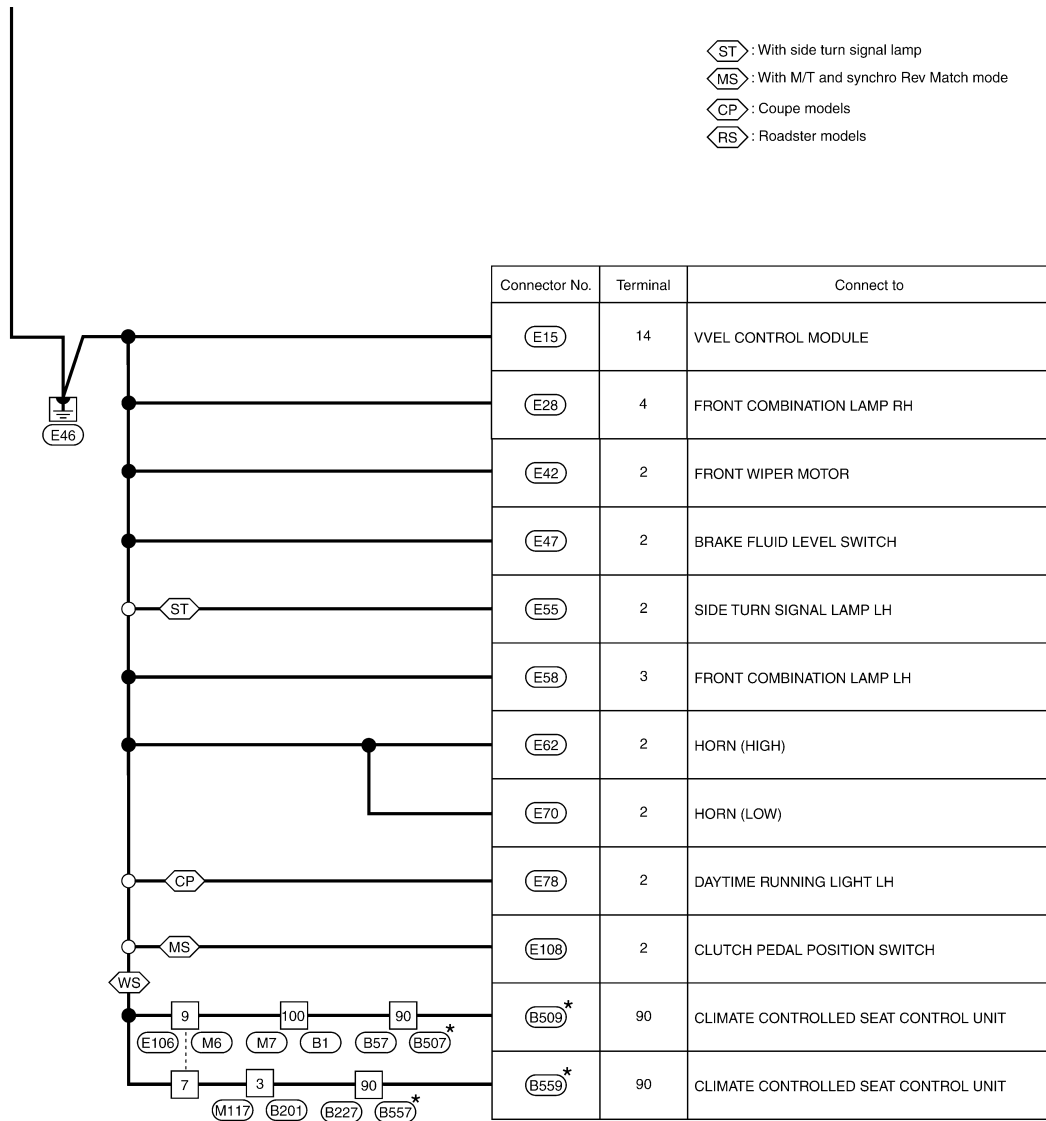 ST : With side turn signal lamp
MS : With M/T and synchro Rev Match mode
CP : Coupe models
RS : Roadster models
Connector No. Terminal Connect to
E15 14 VVEL CONTROL MODULE
E28 4 FRONT COMBINATION LAMP RH
E46
E42 2 FRONT WIPER MOTOR
E47 2 BRAKE FLUID LEVEL SWITCH
ST E55 2 SIDE TURN SIGNAL LAMP LH
E58 3 FRONT COMBINATION LAMP LH
E62 2 HORN (HIGH)
E70 2 HORN (LOW)
CP E78 2 DAYTIME RUNNING LIGHT LH
MS E108 2 CLUTCH PEDAL POSITION SWITCH
WS
9 100 90 B509* 90 CLIMATE CONTROLLED SEAT CONTROL UNIT
E106 M6 M7 B1 B57 B507*
7 3 90 B559* 90 CLIMATE CONTROLLED SEAT CONTROL UNIT
M117 B201 B227 B557*